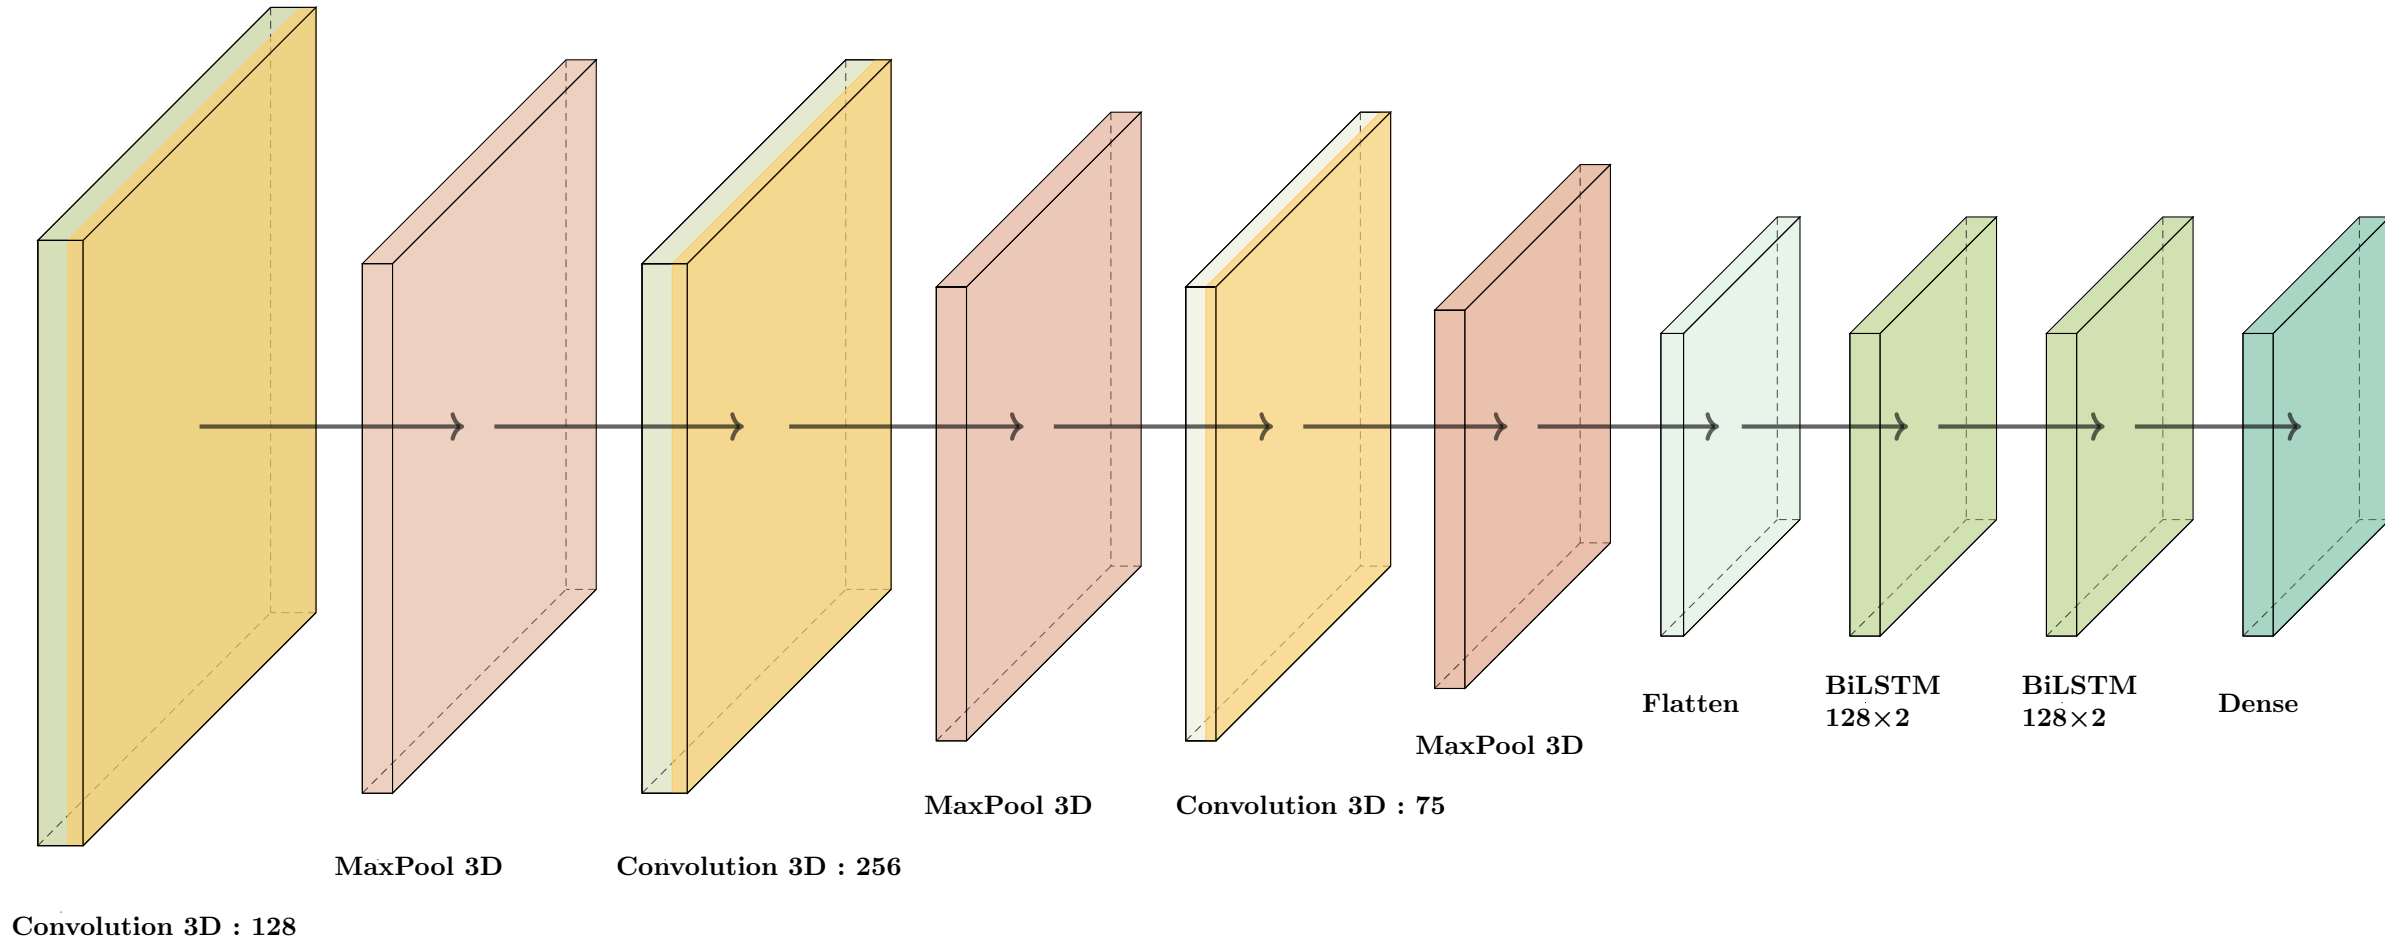 Convolution 3D : 128
MaxPool 3D
Convolution 3D : 256
MaxPool 3D
Convolution 3D : 75
MaxPool 3D
Flatten
BiLSTM
128×2
BiLSTM
128×2
Dense